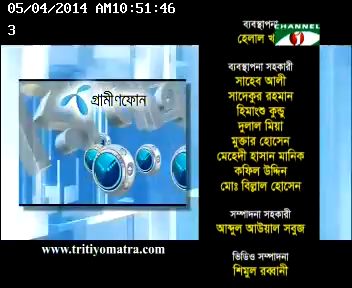 05/04/2014 AM10:51:46
3
CHANNEL
i
ব্যবস্থাপনা
হেলাল
গ্রামীণফোন
ব্যবস্থাপনা সহকারী
সাহেব আলী
সাদেকুর রহমান
হিমাংশু কুন্ডু
দুলাল মিয়া
মুক্তার হোসেন
মেহেদী হাসান মানিক
কফিল উদ্দিন
মোঃ বিল্লাল হোসেন
সম্পাদনা সহকারী
আব্দুল আউয়াল সবুজ
ভিডিও সম্পাদনা
শিমুল রব্বানী
www.tritiyomatra.com